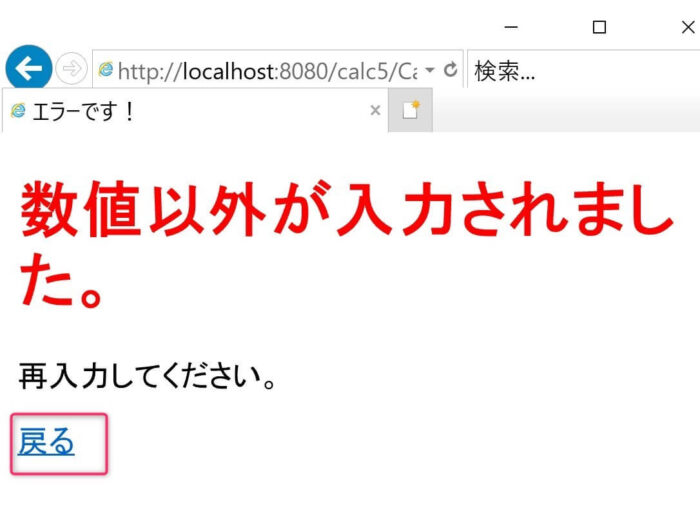 http://localhost:8080/calc5/Ca
検索...
エラーです！
数値以外が入力されまし
た。
再入力してください。
戻る